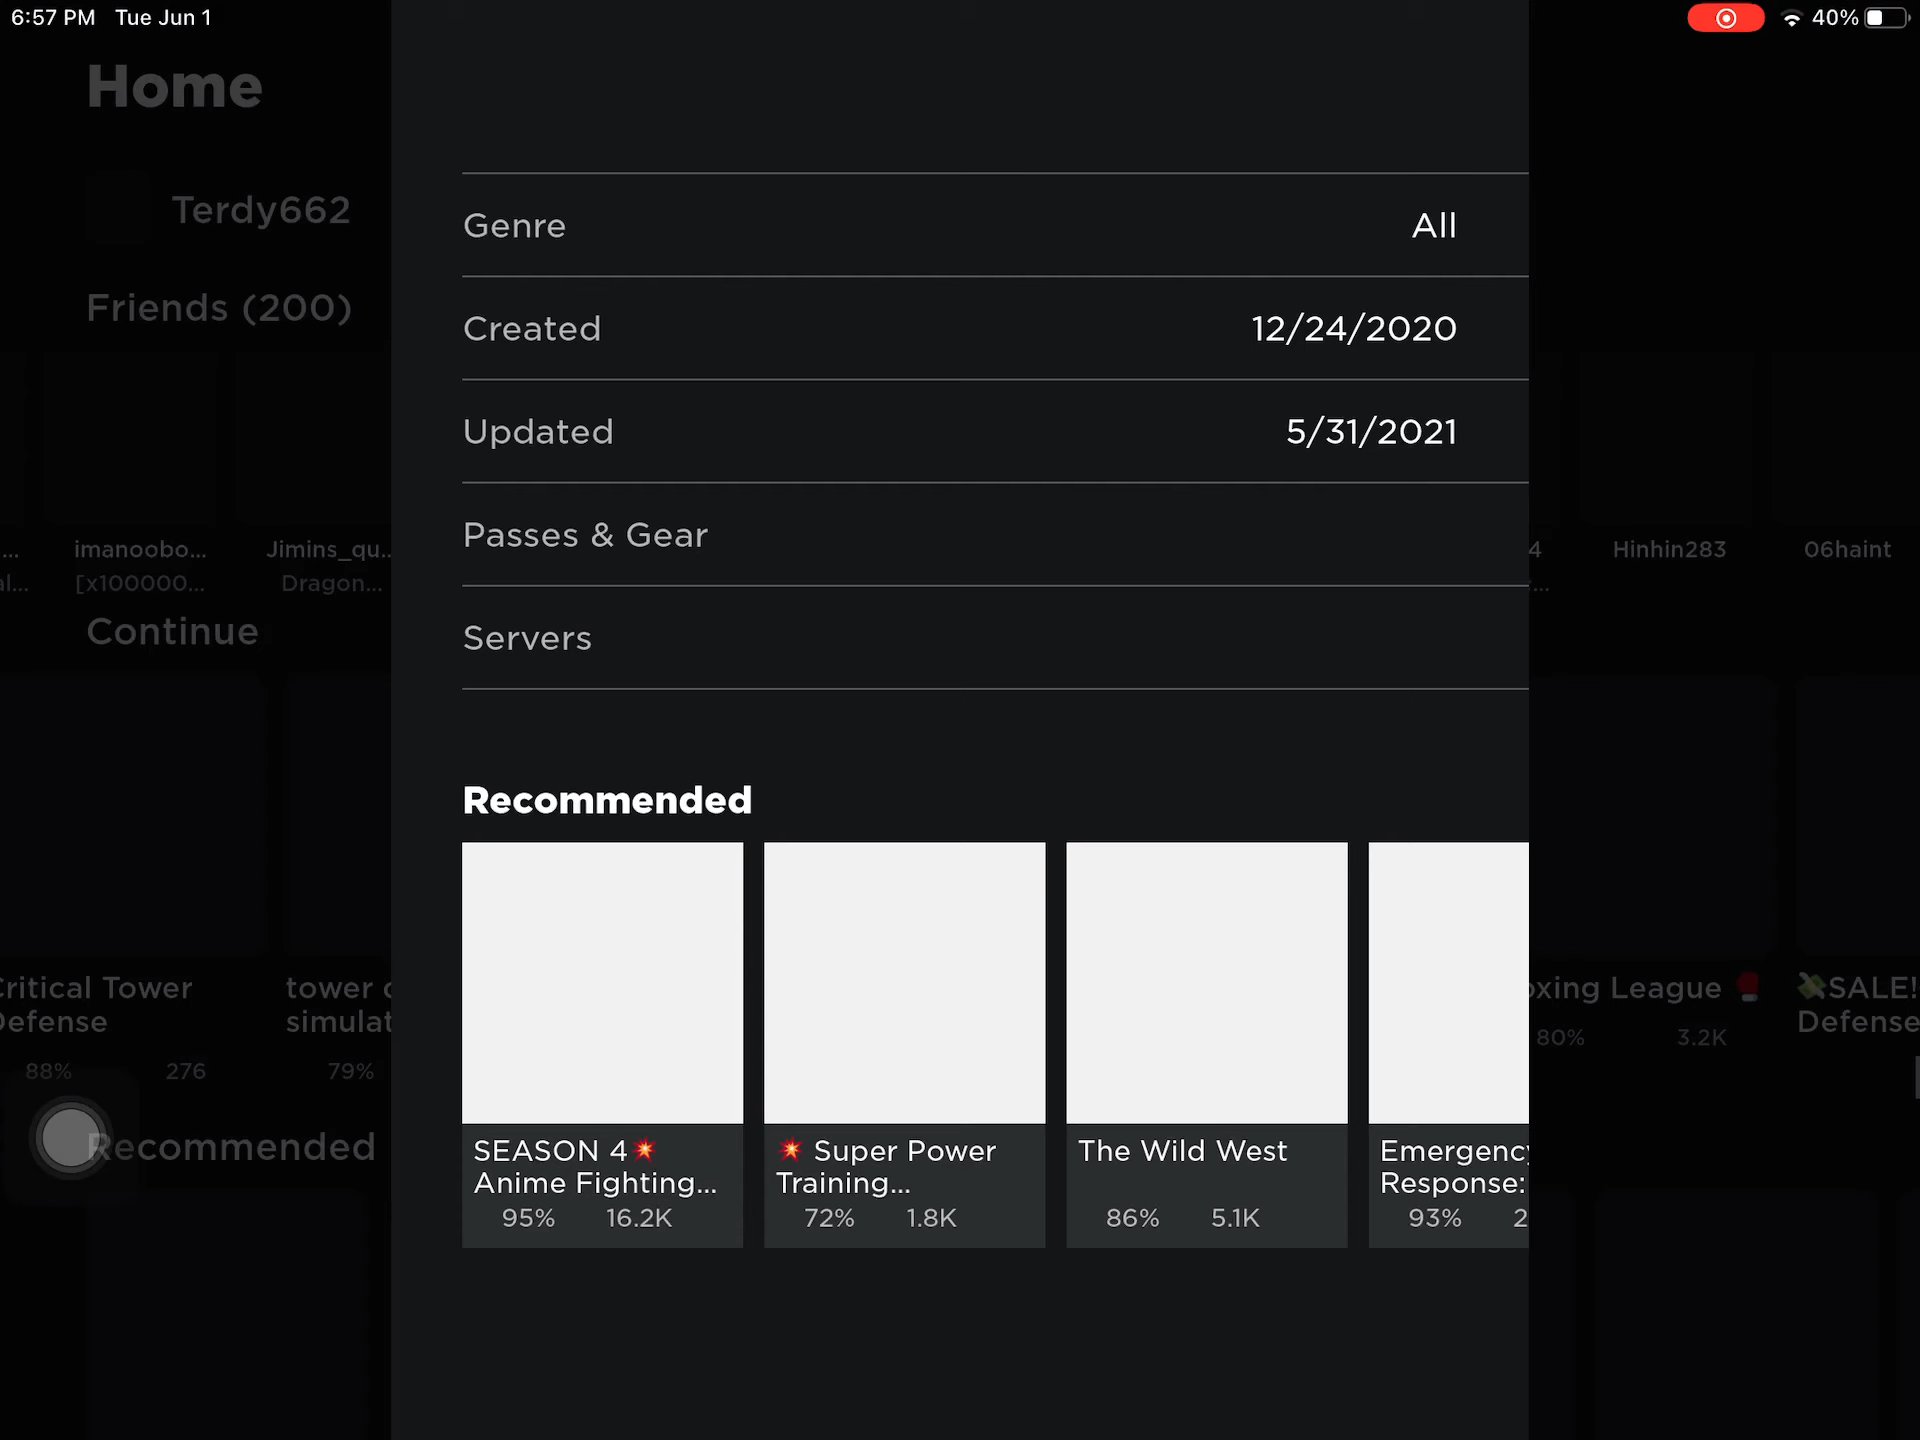 6:57 PM Tue Jun 1
40%
Home
Terdy662
Friends (200)
imanoobo...
[x100000...
Jimins_qu...
Dragon...
Hinhin283
06haint
Continue
Critical Tower
Defense
88% 276
tower
simulat
79%
Boxing League
80% 3.2K
SALE!
Defense
Recommended
Genre All
Created 12/24/2020
Updated 5/31/2021
Passes & Gear
Servers
Recommended
SEASON 4💥
Anime Fighting...
95% 16.2K
💥 Super Power
Training...
72% 1.8K
The Wild West
86% 5.1K
Emergency
Response:
93% 2